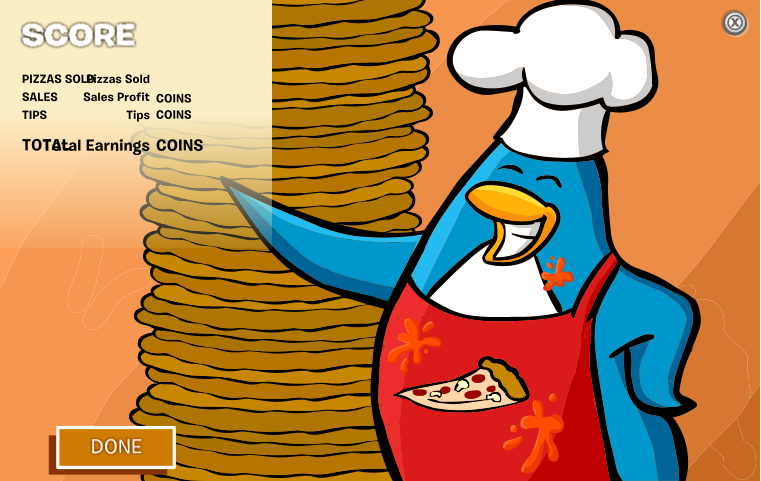 SCORE
PIZZAS SOLD Pizzas Sold
SALES Sales Profit COINS
TIPS Tips COINS
TOTAL Total Earnings COINS
DONE